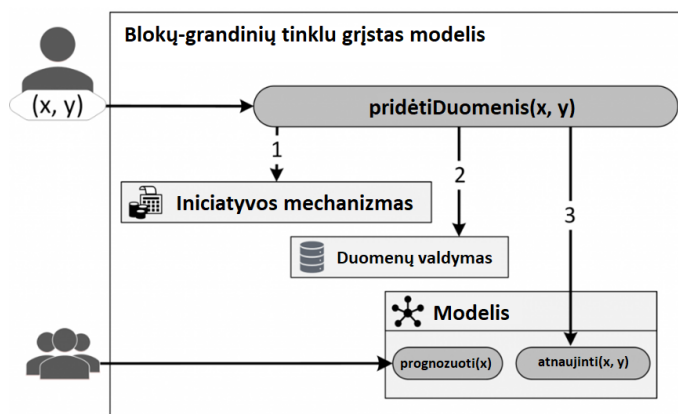 Blokų-grandinių tinklu grįstas modelis
(x, y)
pridėtiDuomenis(x, y)
1
2
3
Iniciatyvos mechanizmas
Duomenų valdymas
Modelis
prognozuoti(x)
atnaujinti(x, y)